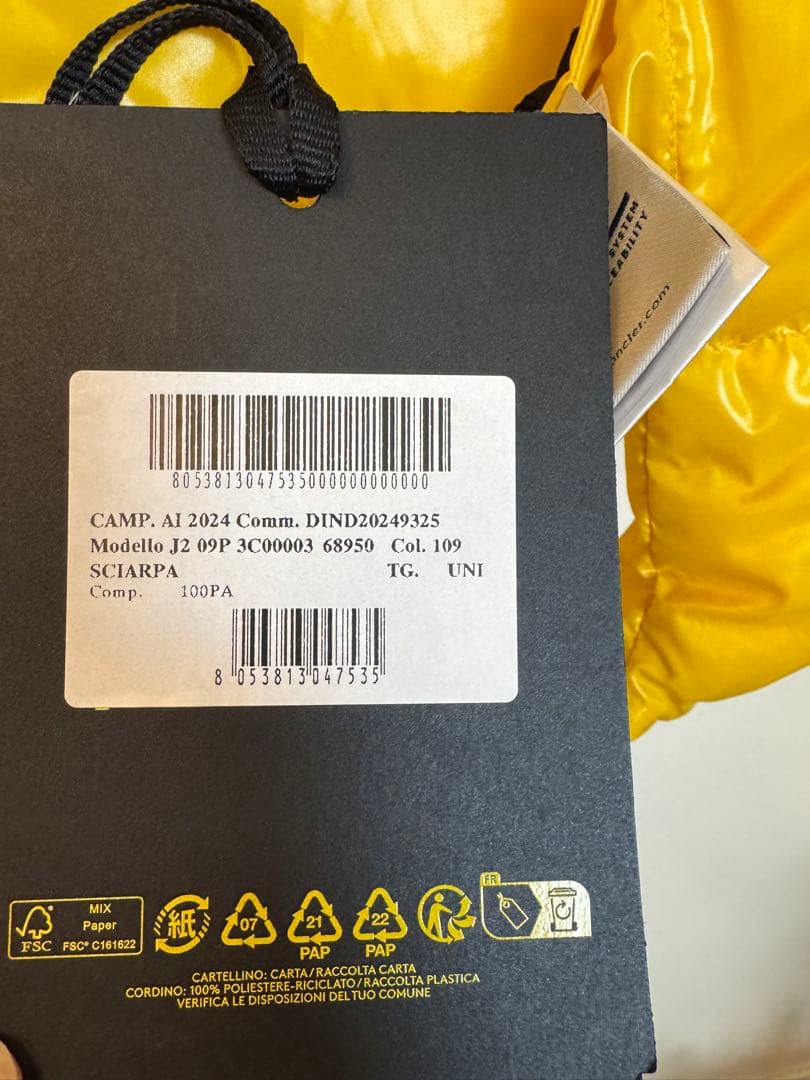 SYSTEM
8053813047535000000000000
CAMP. AI 2024 Comm. DIND20249325
Modello J2 09P 3C00003 68950 Col. 109
SCIARPA TG. UNI
Comp. 100PA
8 053813 047535
FR
MIX
Paper
FSC FSC® C161622
紙
07
21
PAP
22
PAP
CARTELLINO: CARTA/RACCOLTA CARTA
CORDINO: 100% POLIESTERE-RICICLATO/RACCOLTA PLASTICA
VERIFICA LE DISPOSIZIONI DEL TUO COMUNE